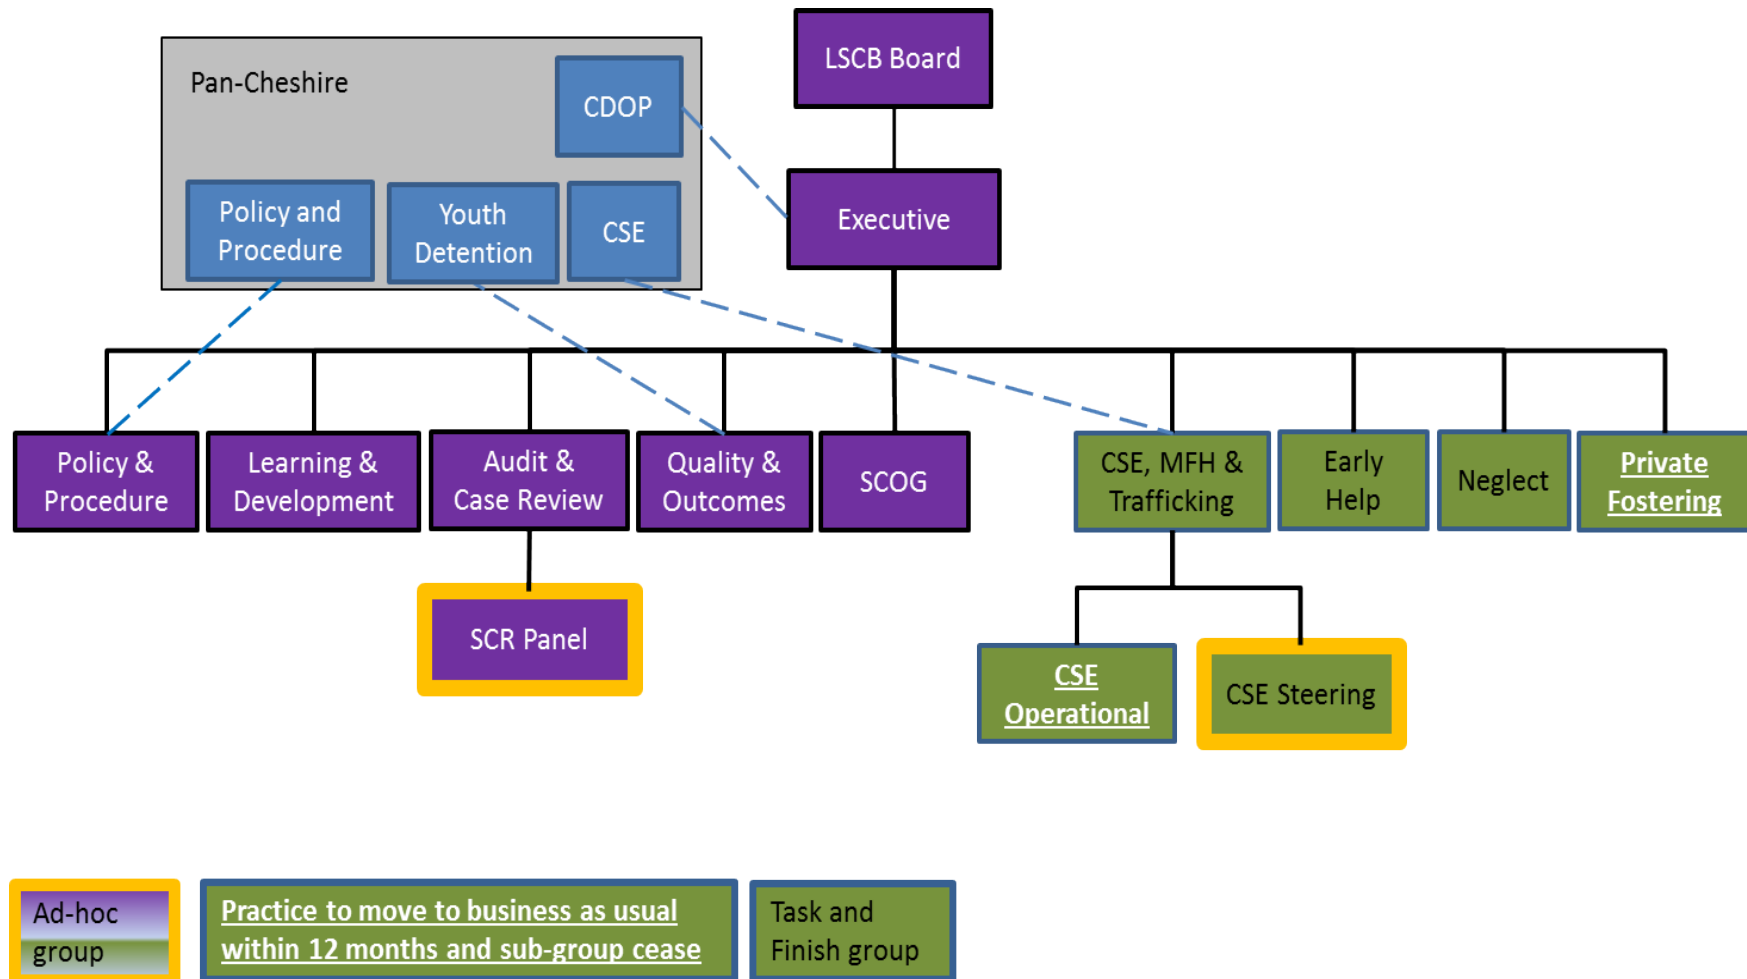 LSCB Board
Pan-Cheshire
CDOP
Policy and
Procedure
Youth
Detention
CSE
Executive
Policy &
Procedure
Learning &
Development
Audit &
Case Review
Quality &
Outcomes
SCOG
CSE, MFH &
Trafficking
Early
Help
Neglect
Private
Fostering
SCR Panel
CSE
Operational
CSE Steering
Ad-hoc
group
Practice to move to business as usual
within 12 months and sub-group cease
Task and
Finish group